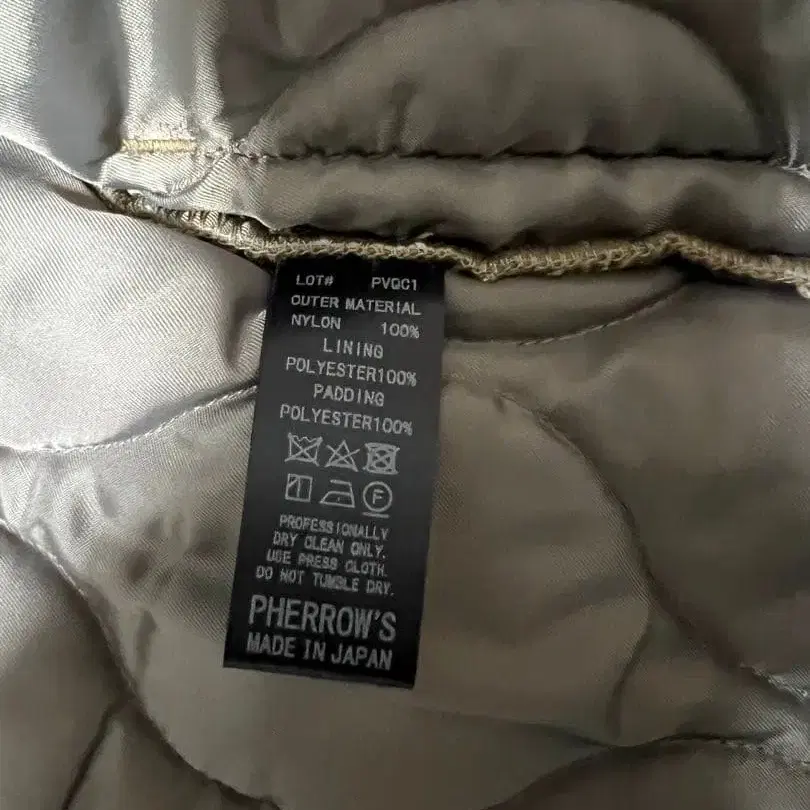 LOT# PVQC1
OUTER MATERIAL
NYLON 100%
LINING
POLYESTER100%
PADDING
POLYESTER100%
F
PROFESSIONALLY
DRY CLEAN ONLY.
USE PRESS CLOTH.
DO NOT TUMBLE DRY.
PHERROW'S
MADE IN JAPAN